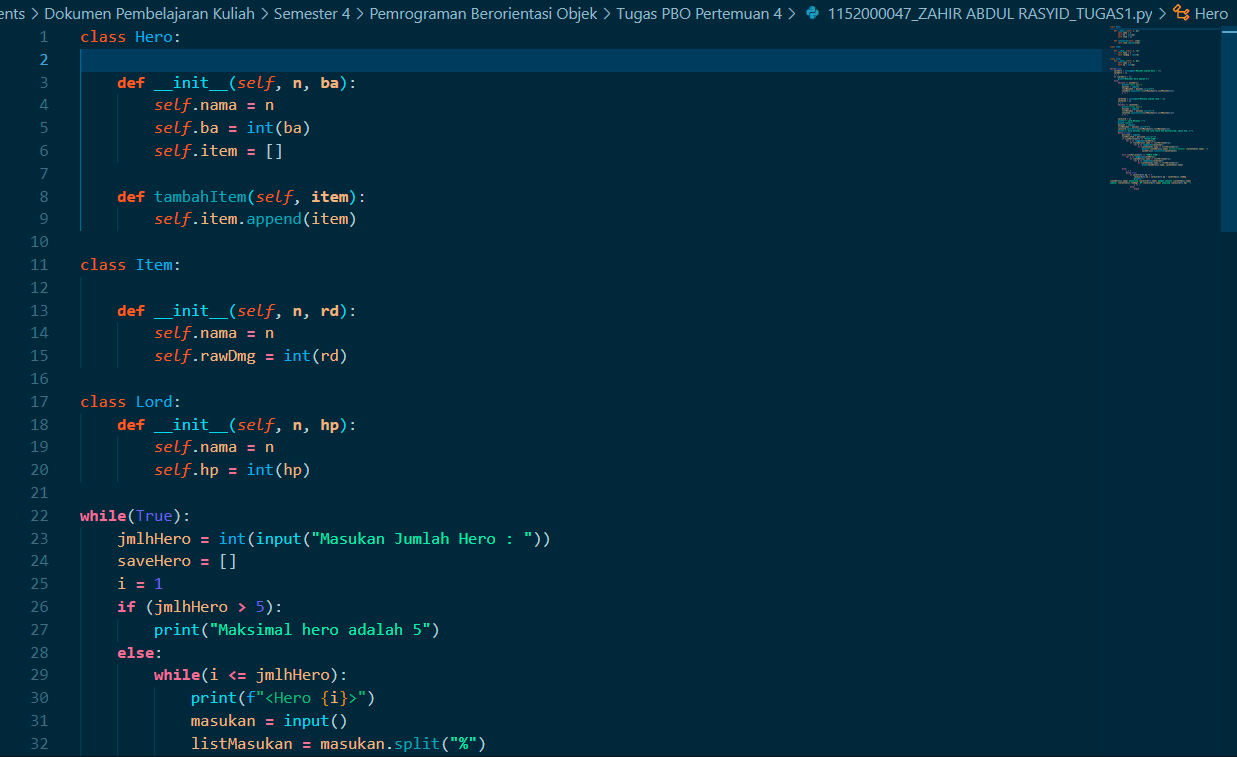 ents > Dokumen Pembelajaran Kuliah > Semester 4 > Pemrograman Berorientasi Objek > Tugas PBO Pertemuan 4 > 1152000047_ZAHIR ABDUL RASYID_TUGAS1.py > Hero
1 class Hero:
2
3     def __init__(self, n, ba):
4         self.nama = n
5         self.ba = int(ba)
6         self.item = []
7
8     def tambahItem(self, item):
9         self.item.append(item)
10
11 class Item:
12
13     def __init__(self, n, rd):
14         self.nama = n
15         self.rawDmg = int(rd)
16
17 class Lord:
18     def __init__(self, n, hp):
19         self.nama = n
20         self.hp = int(hp)
21
22 while(True):
23     jmlhHero = int(input("Masukan Jumlah Hero : "))
24     saveHero = []
25     i = 1
26     if (jmlhHero > 5):
27         print("Maksimal hero adalah 5")
28     else:
29         while(i <= jmlhHero):
30             print(f"<Hero {i}>")
31             masukan = input()
32             listMasukan = masukan.split("%")